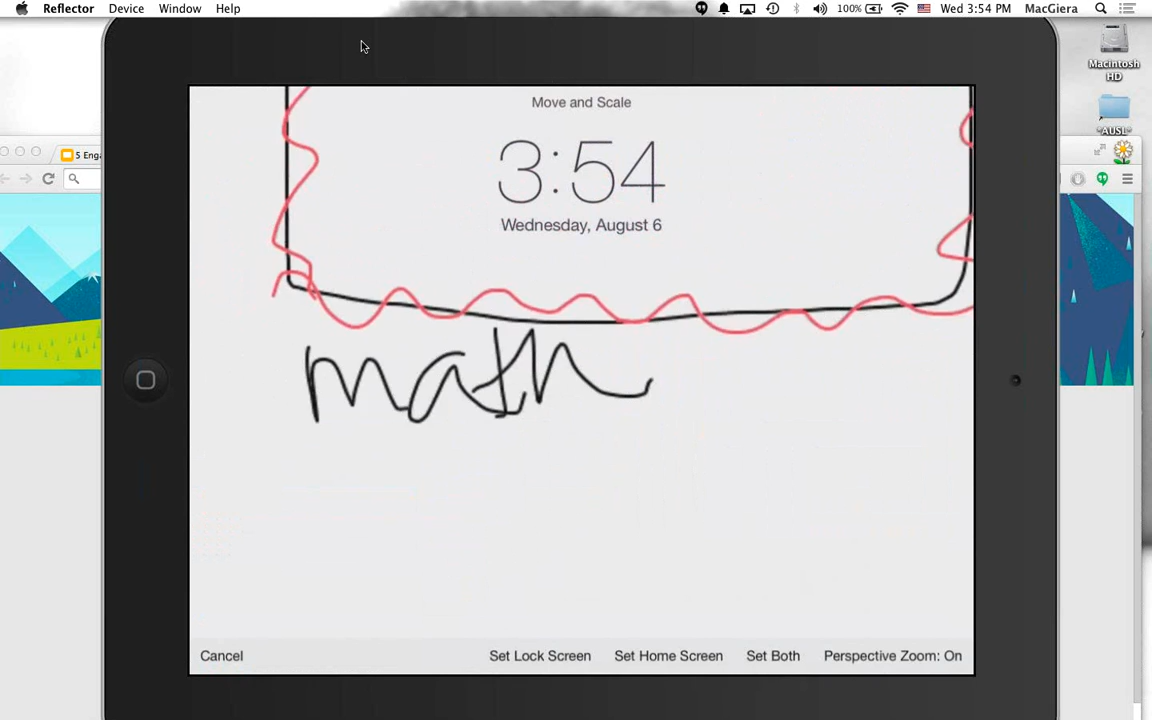 Reflector Device Window Help 100% Wed 3:54 PM MacGiera
Macintosh HD
*AUSL*
5 Enga
Move and Scale
3:54
Wednesday, August 6
math
Cancel Set Lock Screen Set Home Screen Set Both Perspective Zoom: On